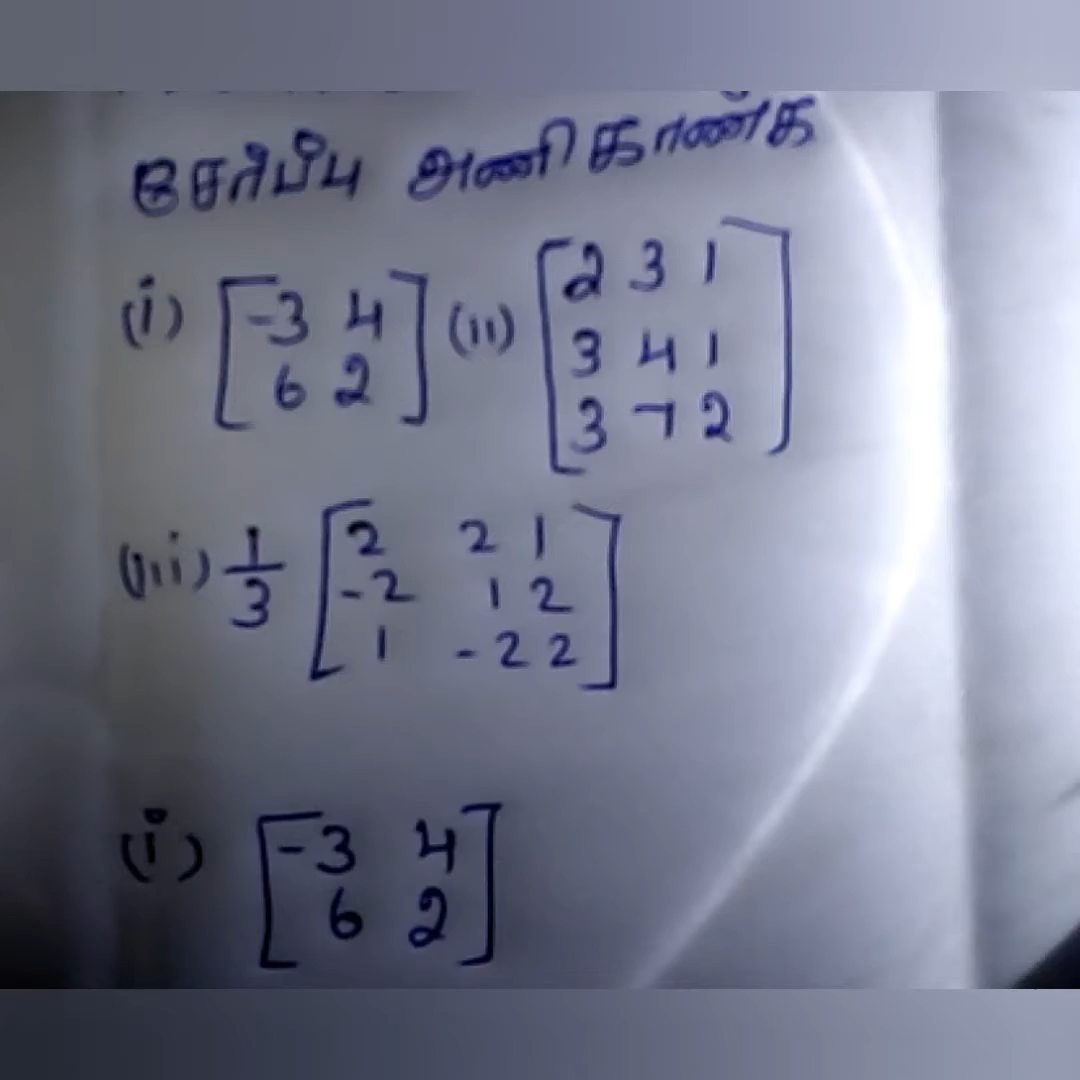 சேர்ப்பு அணி காண்க
(i) [-3 4 (ii) [2 3 1
6 2] 3 4 1
3 7 2]
(iii) 1/3 [2 2 1
-2 1 2
1 -2 2]
(i) [-3 4
6 2]